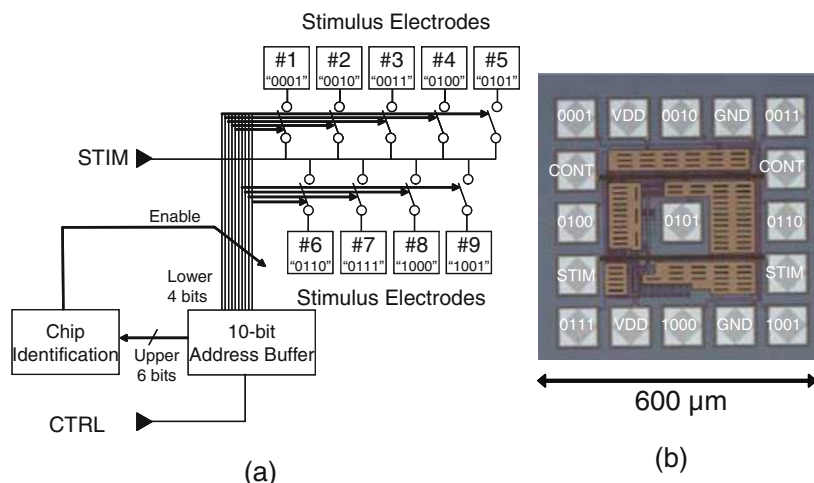 Stimulus Electrodes
#1 #2 #3 #4 #5
“0001” “0010” “0011” “0100” “0101”
STIM
Enable
#6 #7 #8 #9
“0110” “0111” “1000” “1001”
Stimulus Electrodes
Lower
4 bits
Chip
Identification
Upper
6 bits
10-bit
Address Buffer
CTRL
(a)
0001 VDD 0010 GND 0011
CONT CONT
0100 0101 0110
STIM STIM
0111 VDD 1000 GND 1001
600 µm
(b)